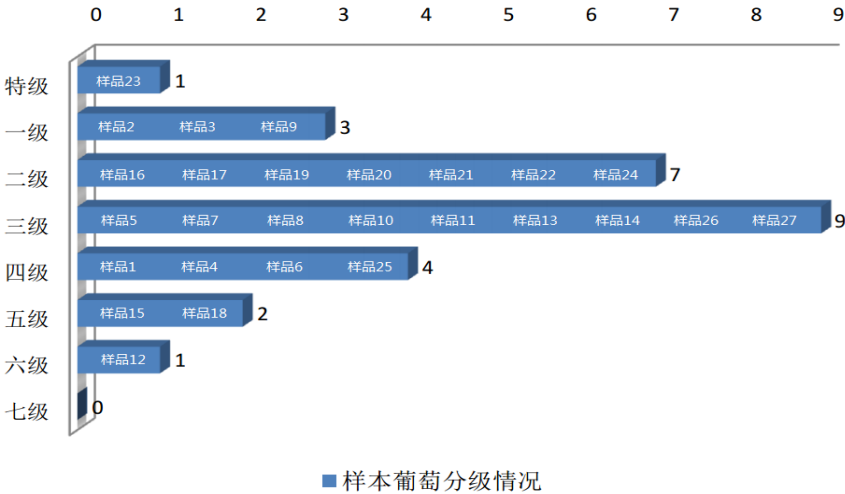 0 1 2 3 4 5 6 7 8 9
特级 样品23 1
一级 样品2 样品3 样品9 3
二级 样品16 样品17 样品19 样品20 样品21 样品22 样品24 7
三级 样品5 样品7 样品8 样品10 样品11 样品13 样品14 样品26 样品27 9
四级 样品1 样品4 样品6 样品25 4
五级 样品15 样品18 2
六级 样品12 1
七级 0
样本葡萄分级情况